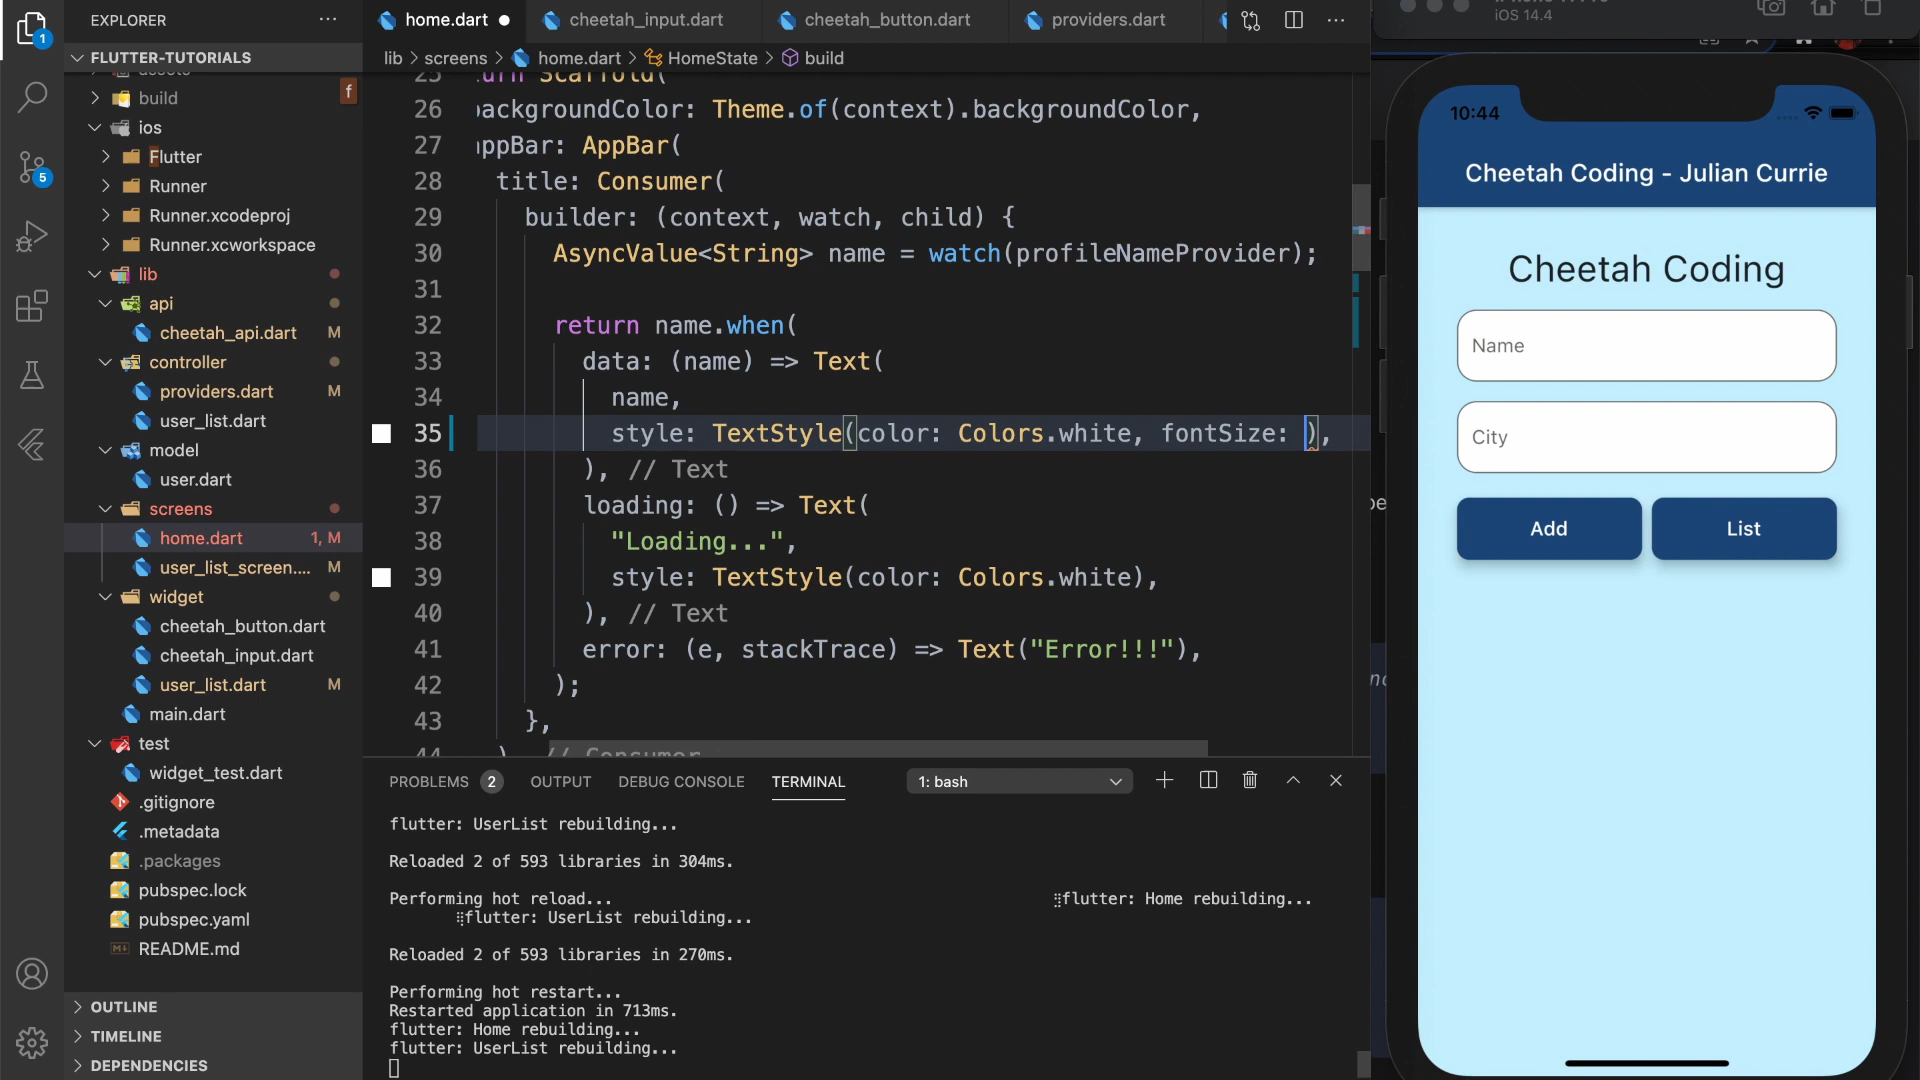 EXPLORER
FLUTTER-TUTORIALS
build
f
ios
Flutter
Runner
Runner.xcodeproj
Runner.xcworkspace
lib
api
cheetah_api.dart M
controller
providers.dart M
user_list.dart
model
user.dart
screens
home.dart 1, M
user_list_screen.... M
widget
cheetah_button.dart
cheetah_input.dart
user_list.dart M
main.dart
test
widget_test.dart
.gitignore
.metadata
.packages
pubspec.lock
pubspec.yaml
README.md
OUTLINE
TIMELINE
DEPENDENCIES
1
5
home.dart
cheetah_input.dart
cheetah_button.dart
providers.dart
lib > screens > home.dart > HomeState > build
26 backgroundColor: Theme.of(context).backgroundColor,
27 appBar: AppBar(
28 title: Consumer(
29 builder: (context, watch, child) {
30 AsyncValue<String> name = watch(profileNameProvider);
31
32 return name.when(
33 data: (name) => Text(
34 name,
35 style: TextStyle(color: Colors.white, fontSize: ),
36 ), // Text
37 loading: () => Text(
38 "Loading...",
39 style: TextStyle(color: Colors.white),
40 ), // Text
41 error: (e, stackTrace) => Text("Error!!!"),
42 );
43 },
44 ) // Consumer
PROBLEMS 2 OUTPUT DEBUG CONSOLE TERMINAL 1: bash
flutter: UserList rebuilding...
Reloaded 2 of 593 libraries in 304ms.
Performing hot reload... flutter: Home rebuilding...
flutter: UserList rebuilding...
Reloaded 2 of 593 libraries in 270ms.
Performing hot restart...
Restarted application in 713ms.
flutter: Home rebuilding...
flutter: UserList rebuilding...
iOS 14.4
10:44
Cheetah Coding - Julian Currie
Cheetah Coding
Name
City
Add
List